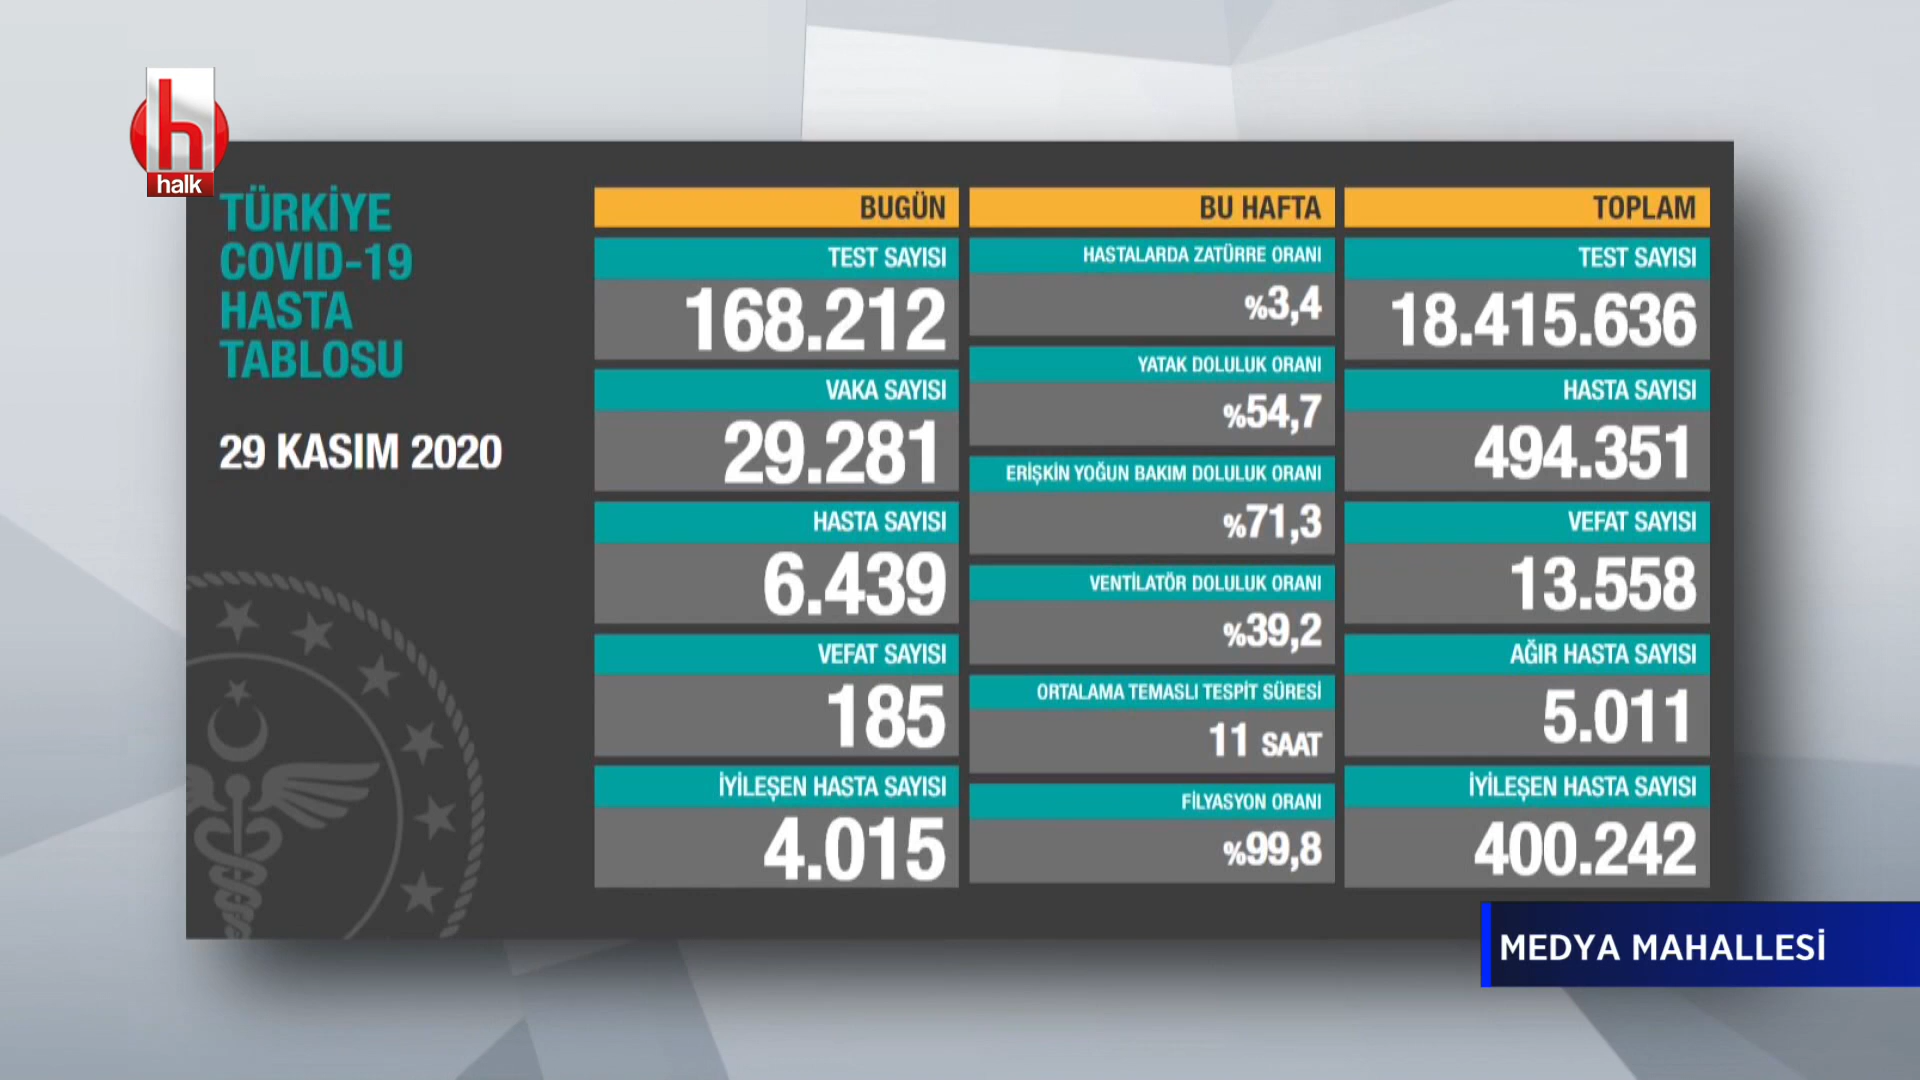 h
halk
TÜRKİYE
COVID-19
HASTA
TABLOSU
29 KASIM 2020
BUGÜN
TEST SAYISI
168.212
VAKA SAYISI
29.281
HASTA SAYISI
6.439
VEFAT SAYISI
185
İYİLEŞEN HASTA SAYISI
4.015
BU HAFTA
HASTALARDA ZATÜRRE ORANI
%3,4
YATAK DOLULUK ORANI
%54,7
ERİŞKİN YOĞUN BAKIM DOLULUK ORANI
%71,3
VENTİLATÖR DOLULUK ORANI
%39,2
ORTALAMA TEMASLI TESPİT SÜRESİ
11 SAAT
FİLYASYON ORANI
%99,8
TOPLAM
TEST SAYISI
18.415.636
HASTA SAYISI
494.351
VEFAT SAYISI
13.558
AĞIR HASTA SAYISI
5.011
İYİLEŞEN HASTA SAYISI
400.242
MEDYA MAHALLESİ